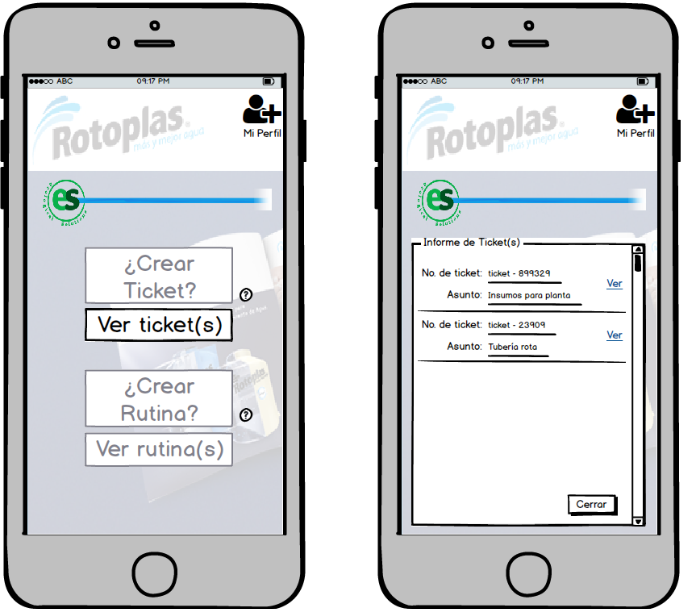 ABC 09:17 PM
Rotoplas.
más y mejor agua
Mi Perfil
es
¿Crear
Ticket?
?
Ver ticket(s)
¿Crear
Rutina?
?
Ver rutina(s)
ABC 09:17 PM
Rotoplas.
más y mejor agua
Mi Perfil
es
Informe de Ticket(s)
No. de ticket: ticket - 899329
Ver
Asunto: Insumos para planta
No. de ticket: ticket - 23909
Ver
Asunto: Tubería rota
Cerrar